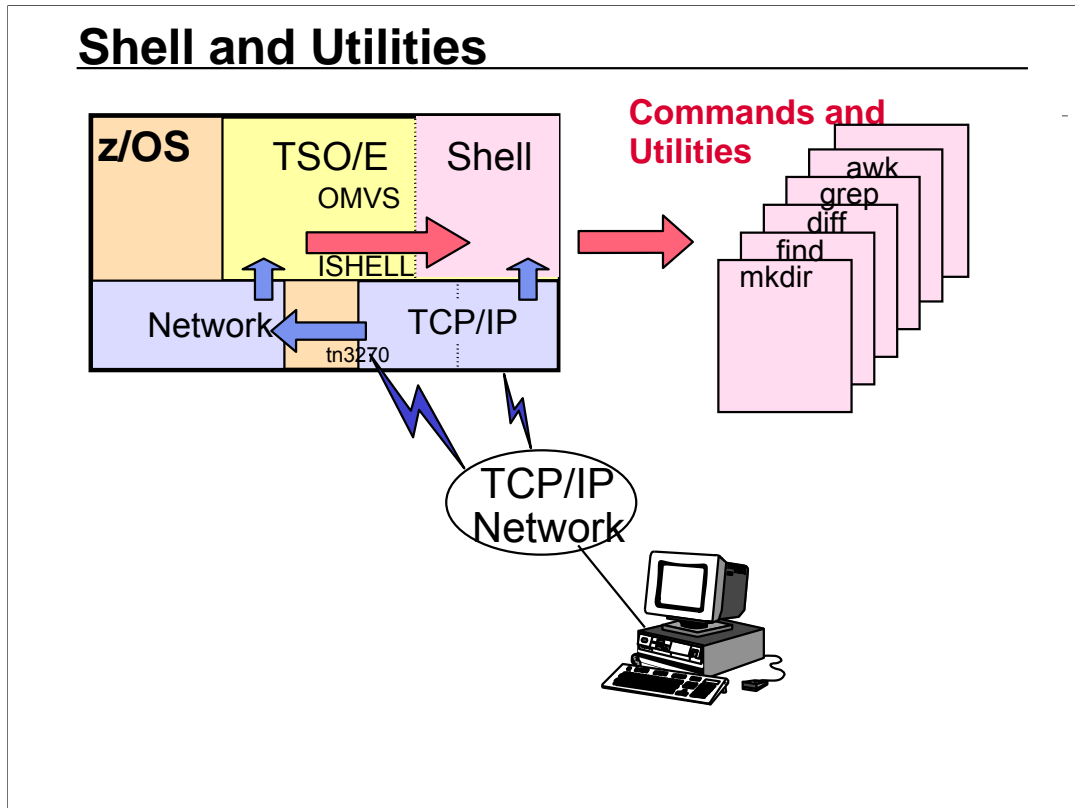 Shell and Utilities
z/OS
TSO/E
OMVS
ISHELL
Shell
Network
tn3270
TCP/IP
Commands and
Utilities
awk
grep
diff
find
mkdir
TCP/IP
Network